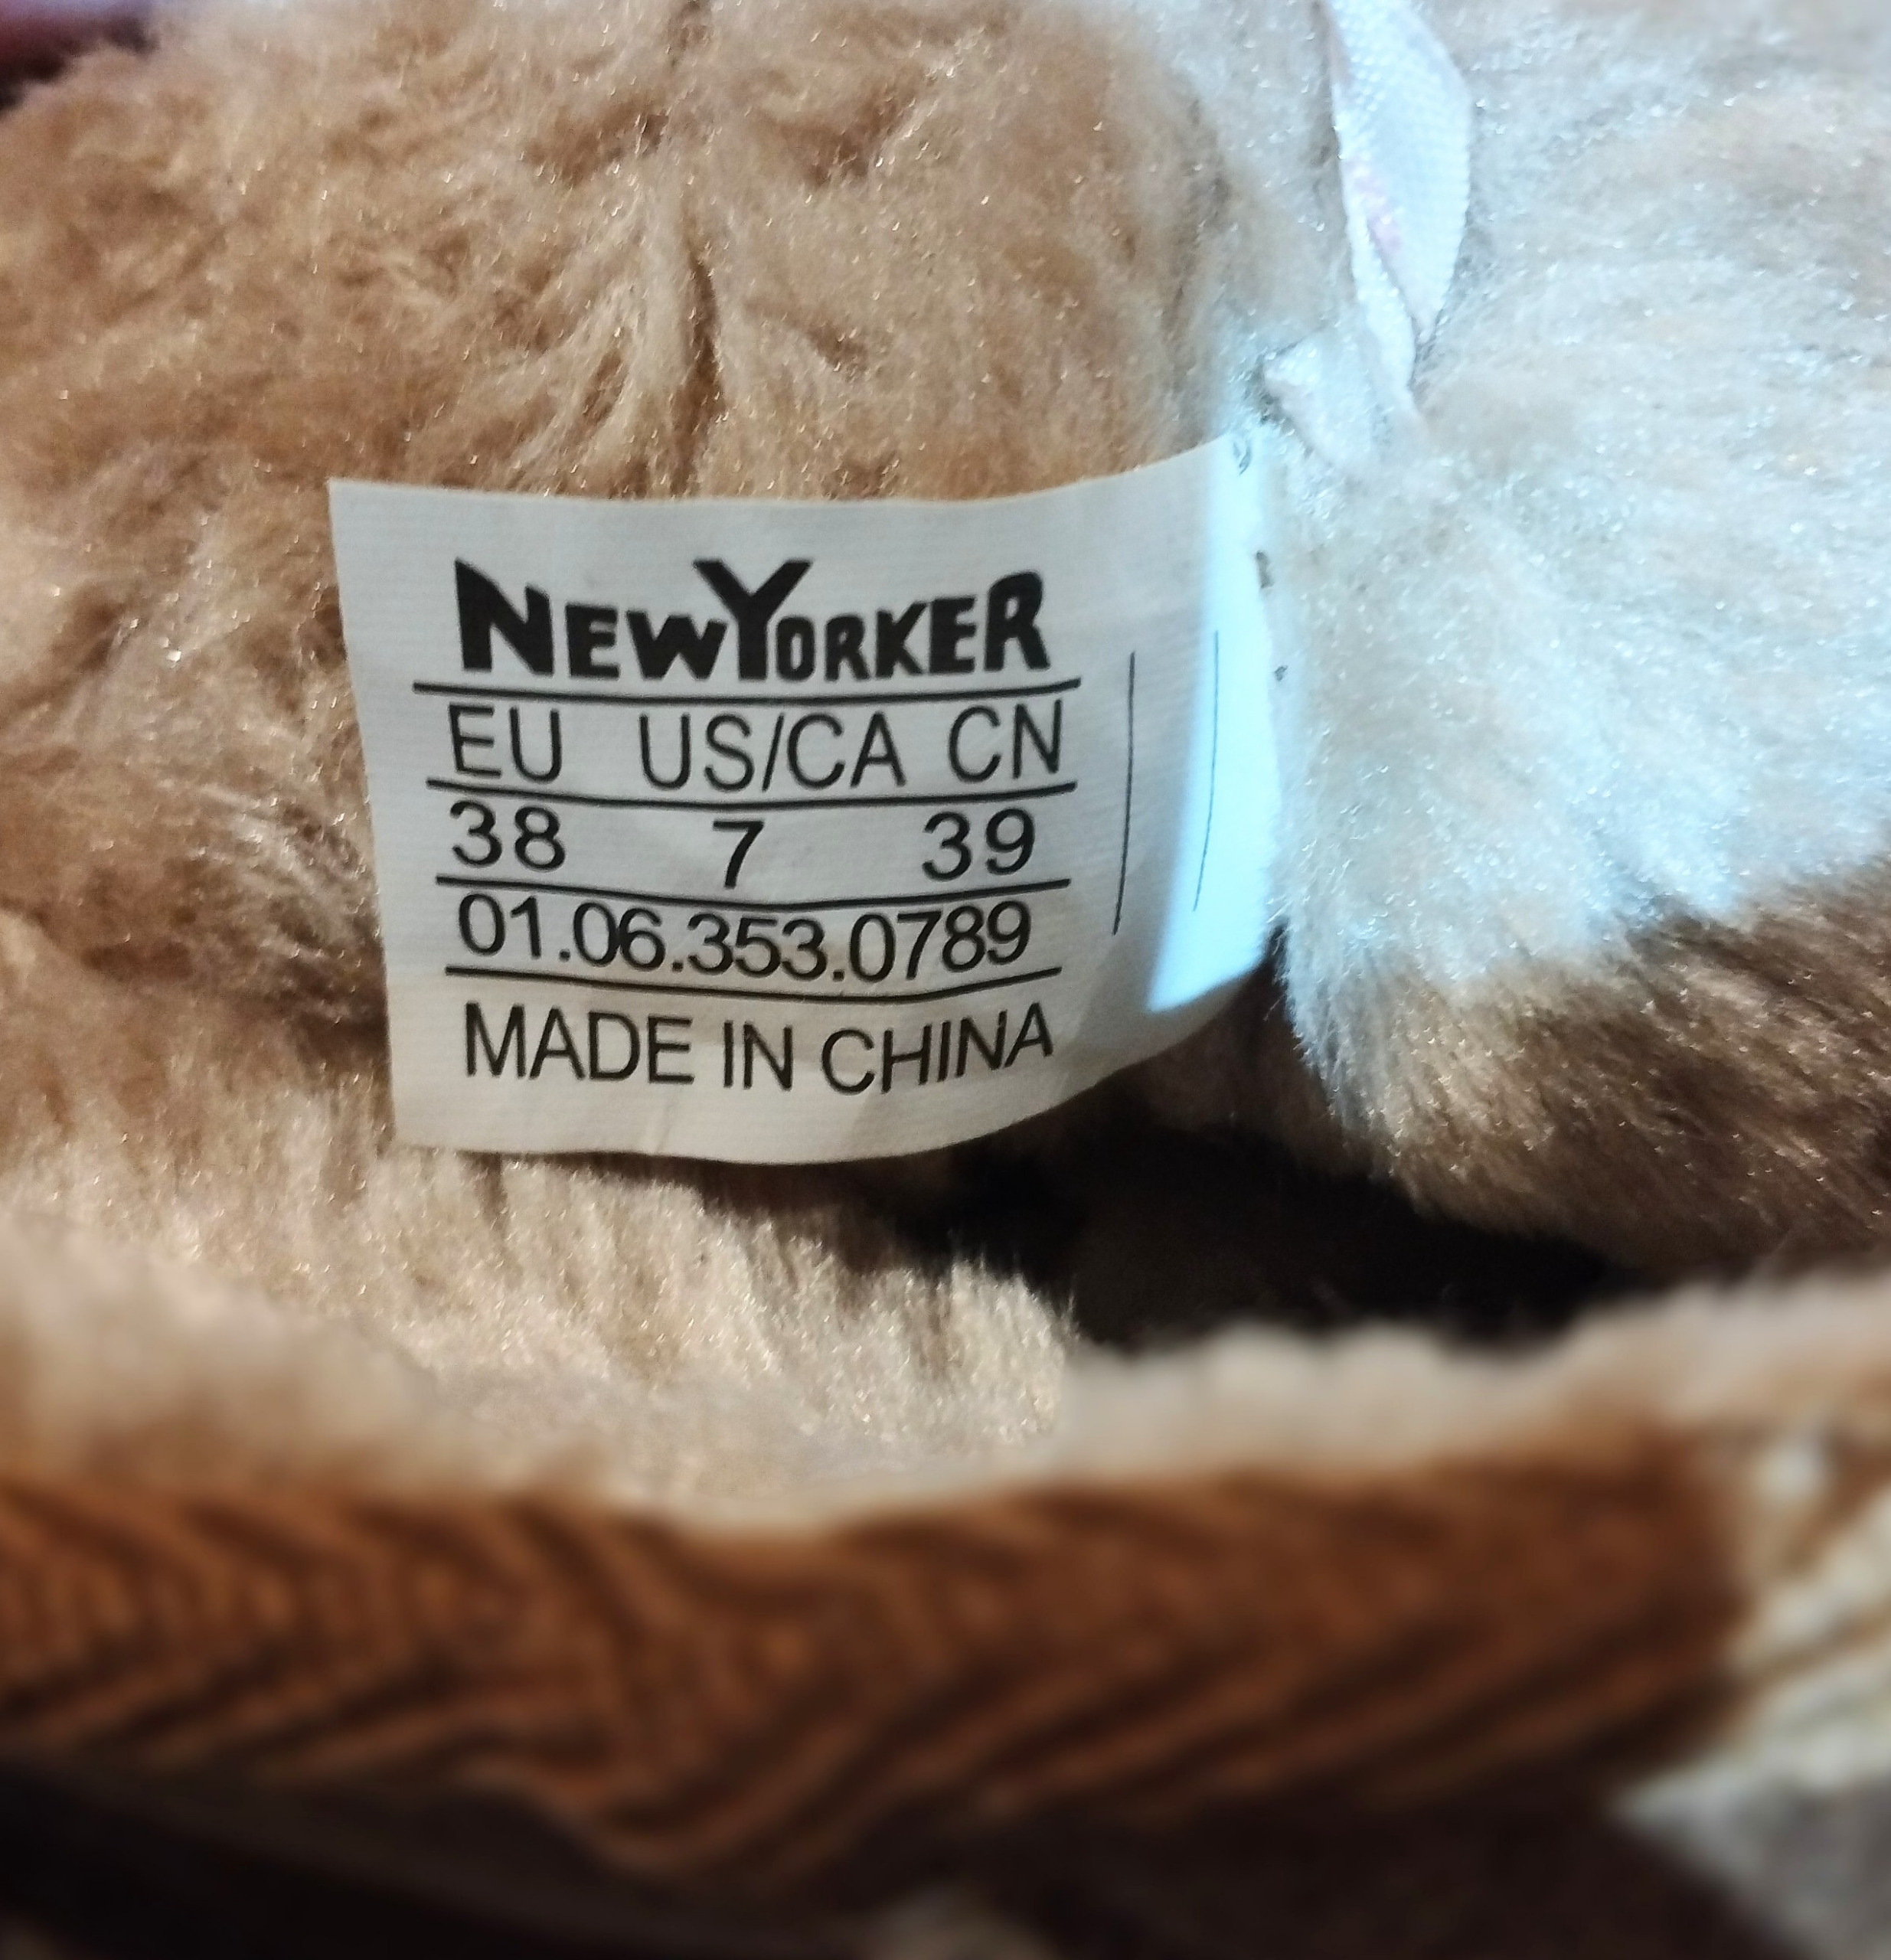 NEWYORKER
EU US/CA CN
38 7 39
01.06.353.0789
MADE IN CHINA